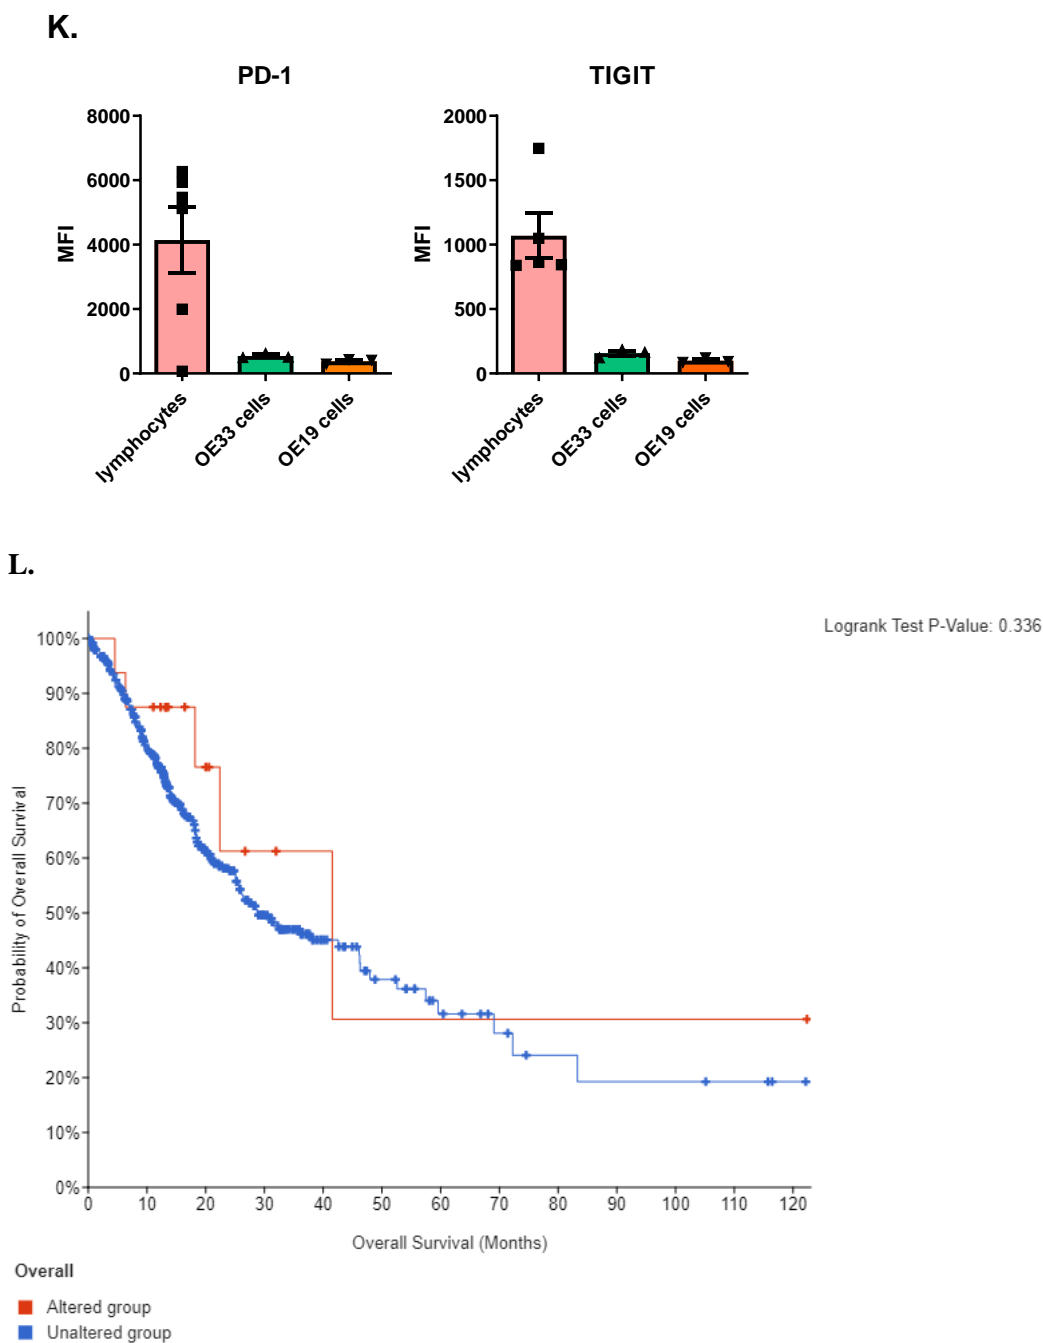 K.
PD-1
TIGIT
8000
6000
4000
2000
0
MFI
lymphocytes
OE33 cells
OE19 cells
2000
1500
1000
500
0
MFI
lymphocytes
OE33 cells
OE19 cells
L.
Logrank Test P-Value: 0.336
100%
90%
80%
70%
60%
50%
40%
30%
20%
10%
0%
Probability of Overall Survival
0 10 20 30 40 50 60 70 80 90 100 110 120
Overall Survival (Months)
Overall
Altered group
Unaltered group